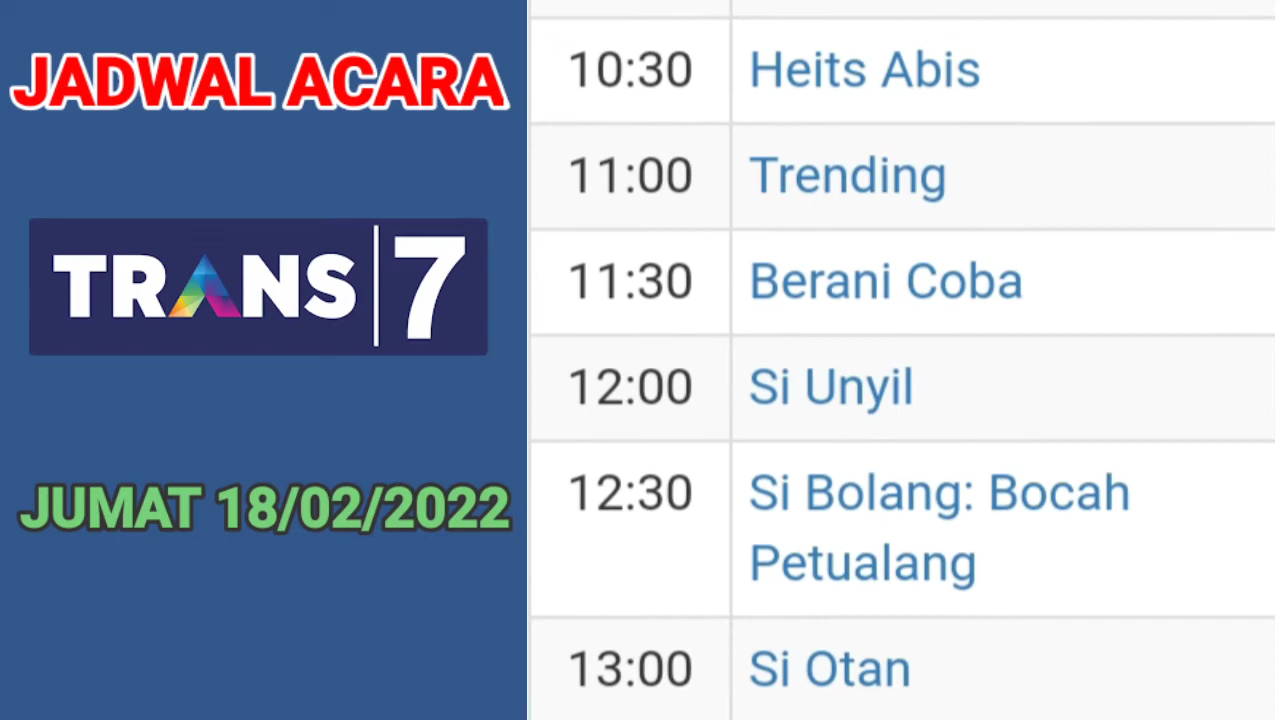 JADWAL ACARA
TRANS|7
JUMAT 18/02/2022
10:30 Heits Abis
11:00 Trending
11:30 Berani Coba
12:00 Si Unyil
12:30 Si Bolang: Bocah
Petualang
13:00 Si Otan